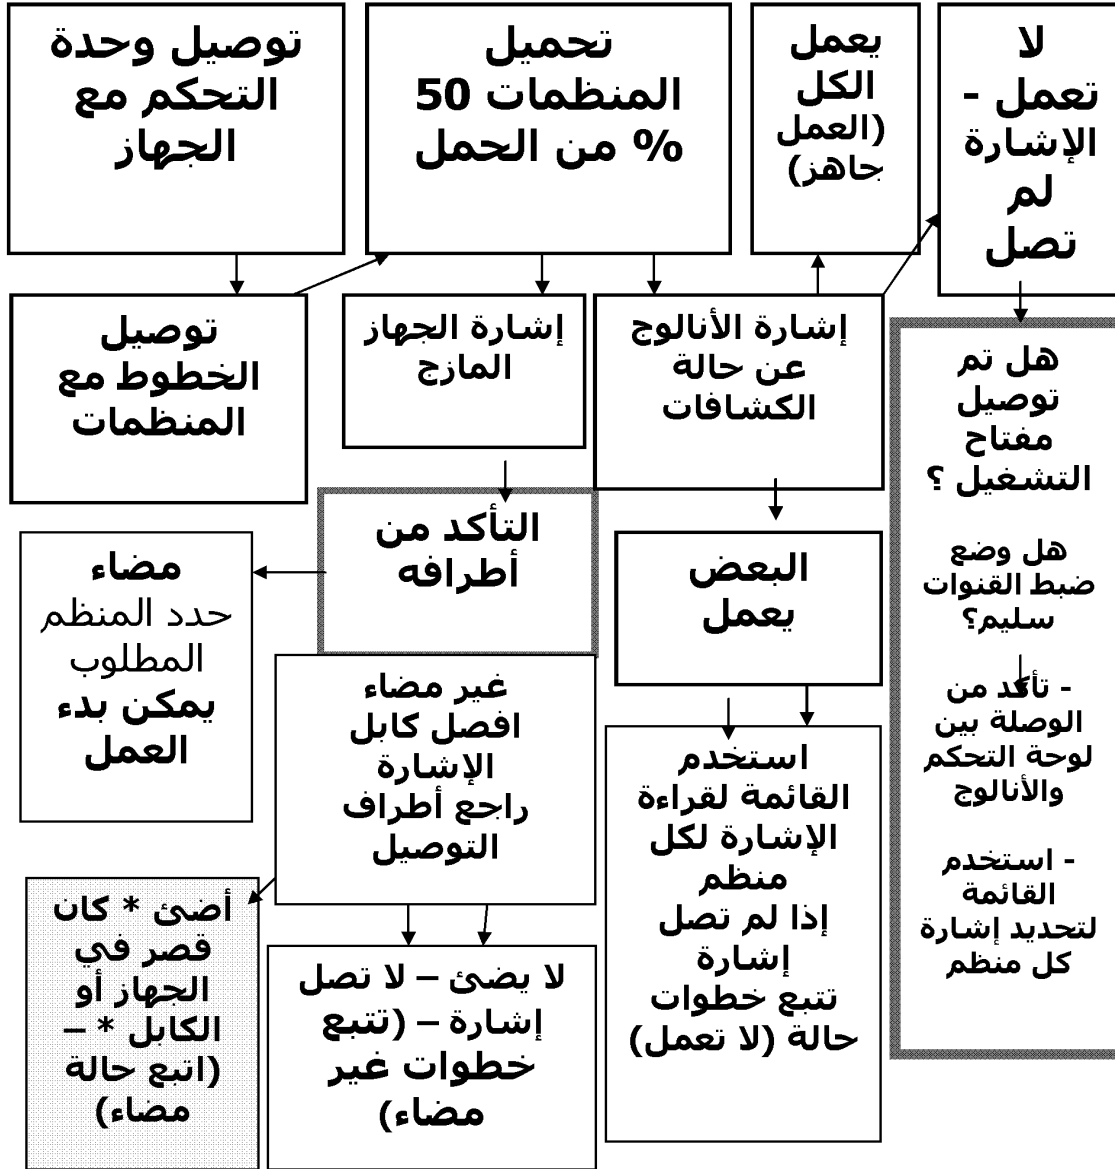 توصيل وحدة
التحكم مع
الجهاز
تحميل
المنظمات 50
% من الحمل
يعمل
الكل
(العمل
جاهز)
لا
تعمل -
الإشارة
لم
تصل
توصيل
الخطوط مع
المنظمات
إشارة الجهاز
المازج
إشارة الأنالوج
عن حالة
الكشافات
هل تم
توصيل
مفتاح
التشغيل ؟
هل وضع
ضبط القنوات
سليم؟
- تأكد من
الوصلة بين
لوحة التحكم
والأنالوج
- استخدم
القائمة
لتحديد إشارة
كل منظم
التأكد من
أطرافه
البعض
يعمل
مضاء
حدد المنظم
المطلوب
يمكن بدء
العمل
غير مضاء
افصل كابل
الإشارة
راجع أطراف
التوصيل
استخدم
القائمة لقراءة
الإشارة لكل
منظم
إذا لم تصل
إشارة
تتبع خطوات
حالة (لا تعمل)
أضئ * كان
قصر في
الجهاز أو
الكابل * –
(اتبع حالة
مضاء)
لا يضئ – لا تصل
إشارة – (تتبع
خطوات غير
مضاء)